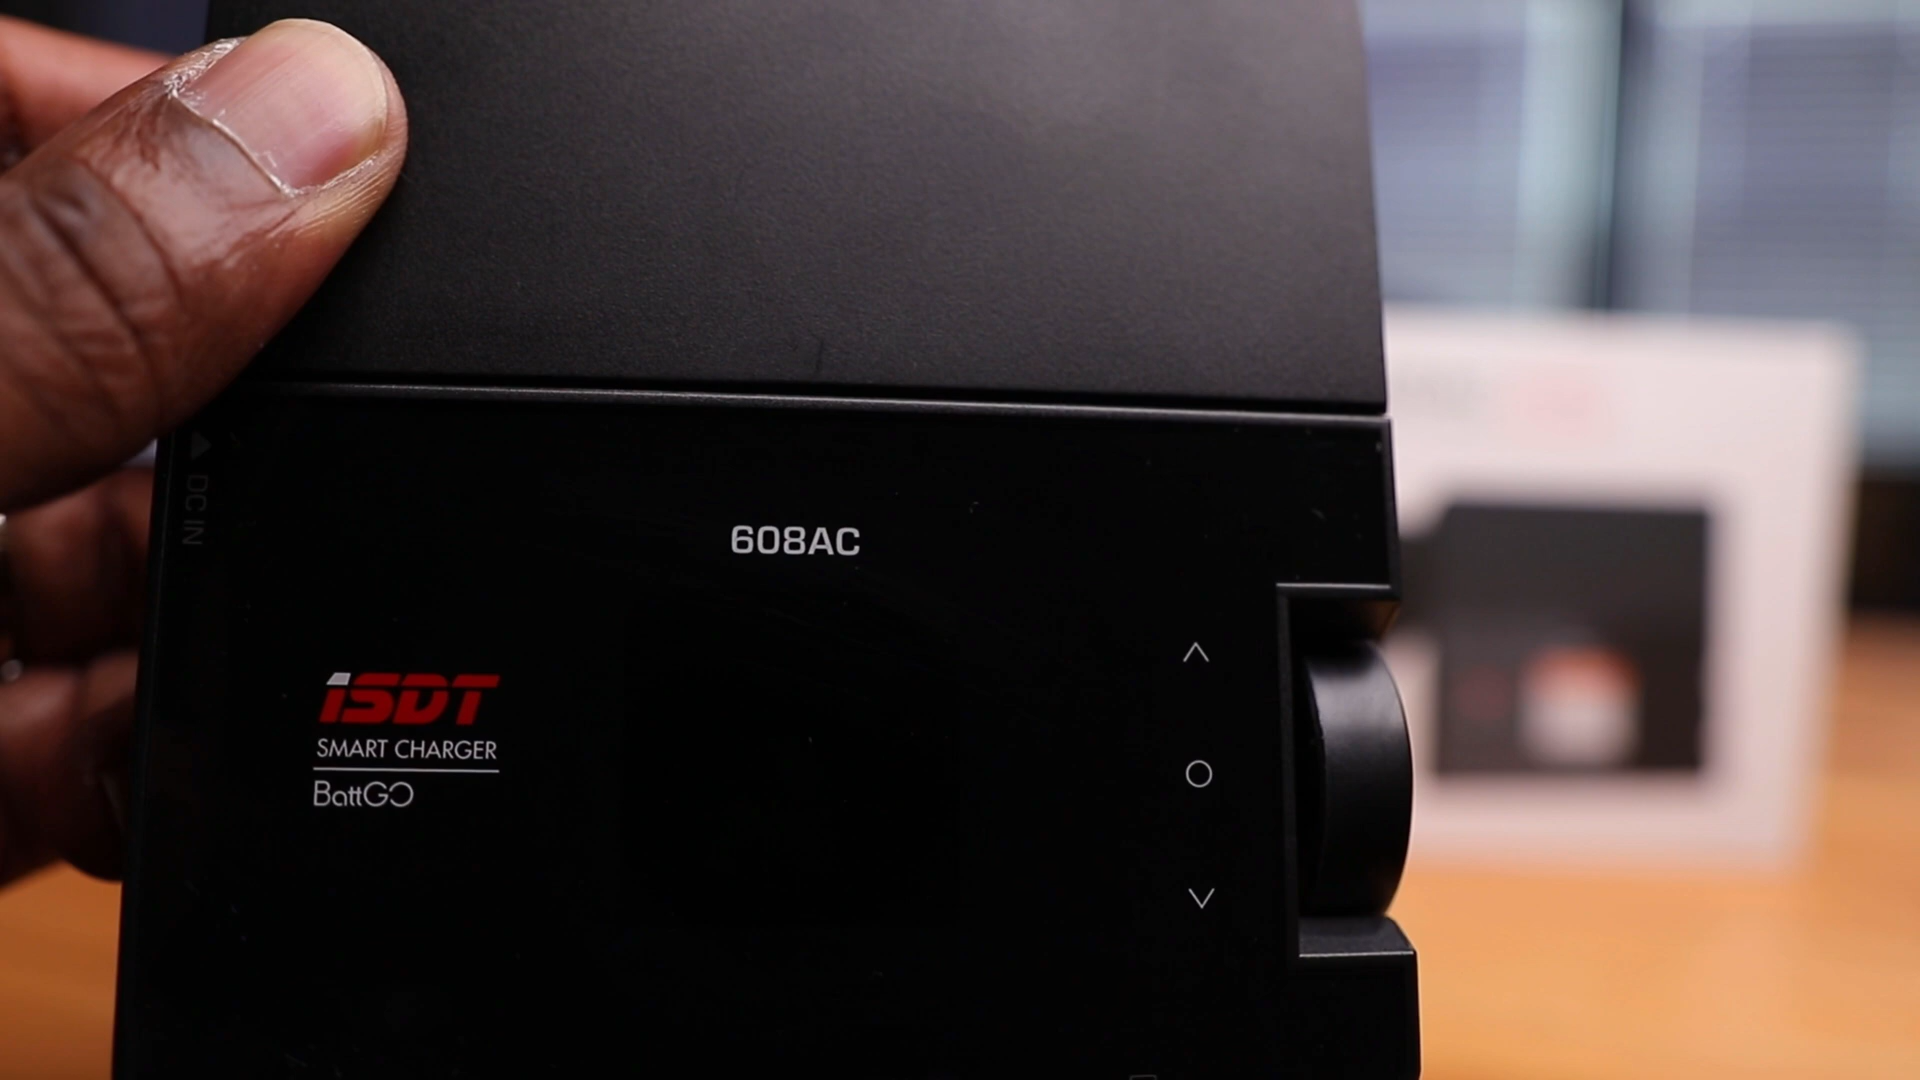 DC IN
608AC
iSDT
SMART CHARGER
BattGO